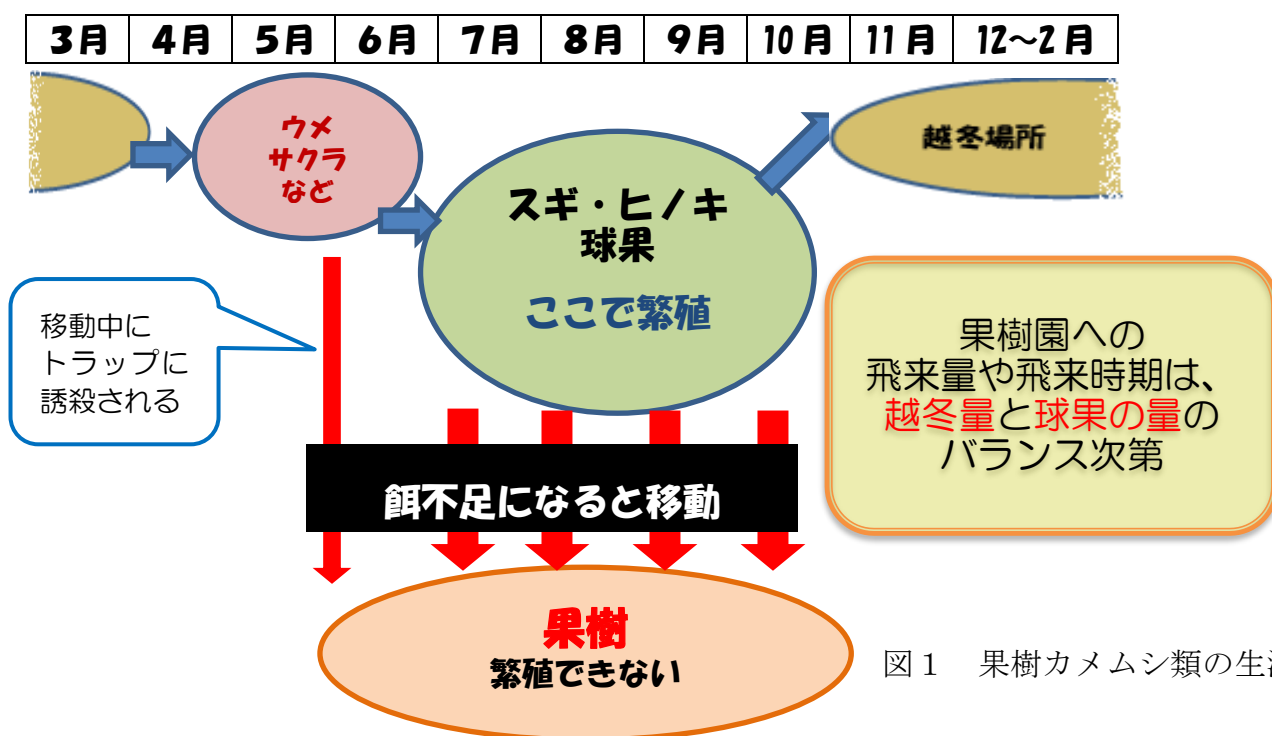 3月 4月 5月 6月 7月 8月 9月 10月 11月 12～2月
ウメ
サクラ
など
スギ・ヒノキ
球果
ここで繁殖
越冬場所
移動中に
トラップに
誘殺される
果樹園への
飛来量や飛来時期は、
越冬量と球果の量の
バランス次第
餌不足になると移動
果樹
繁殖できない
図１　果樹カメムシ類の生